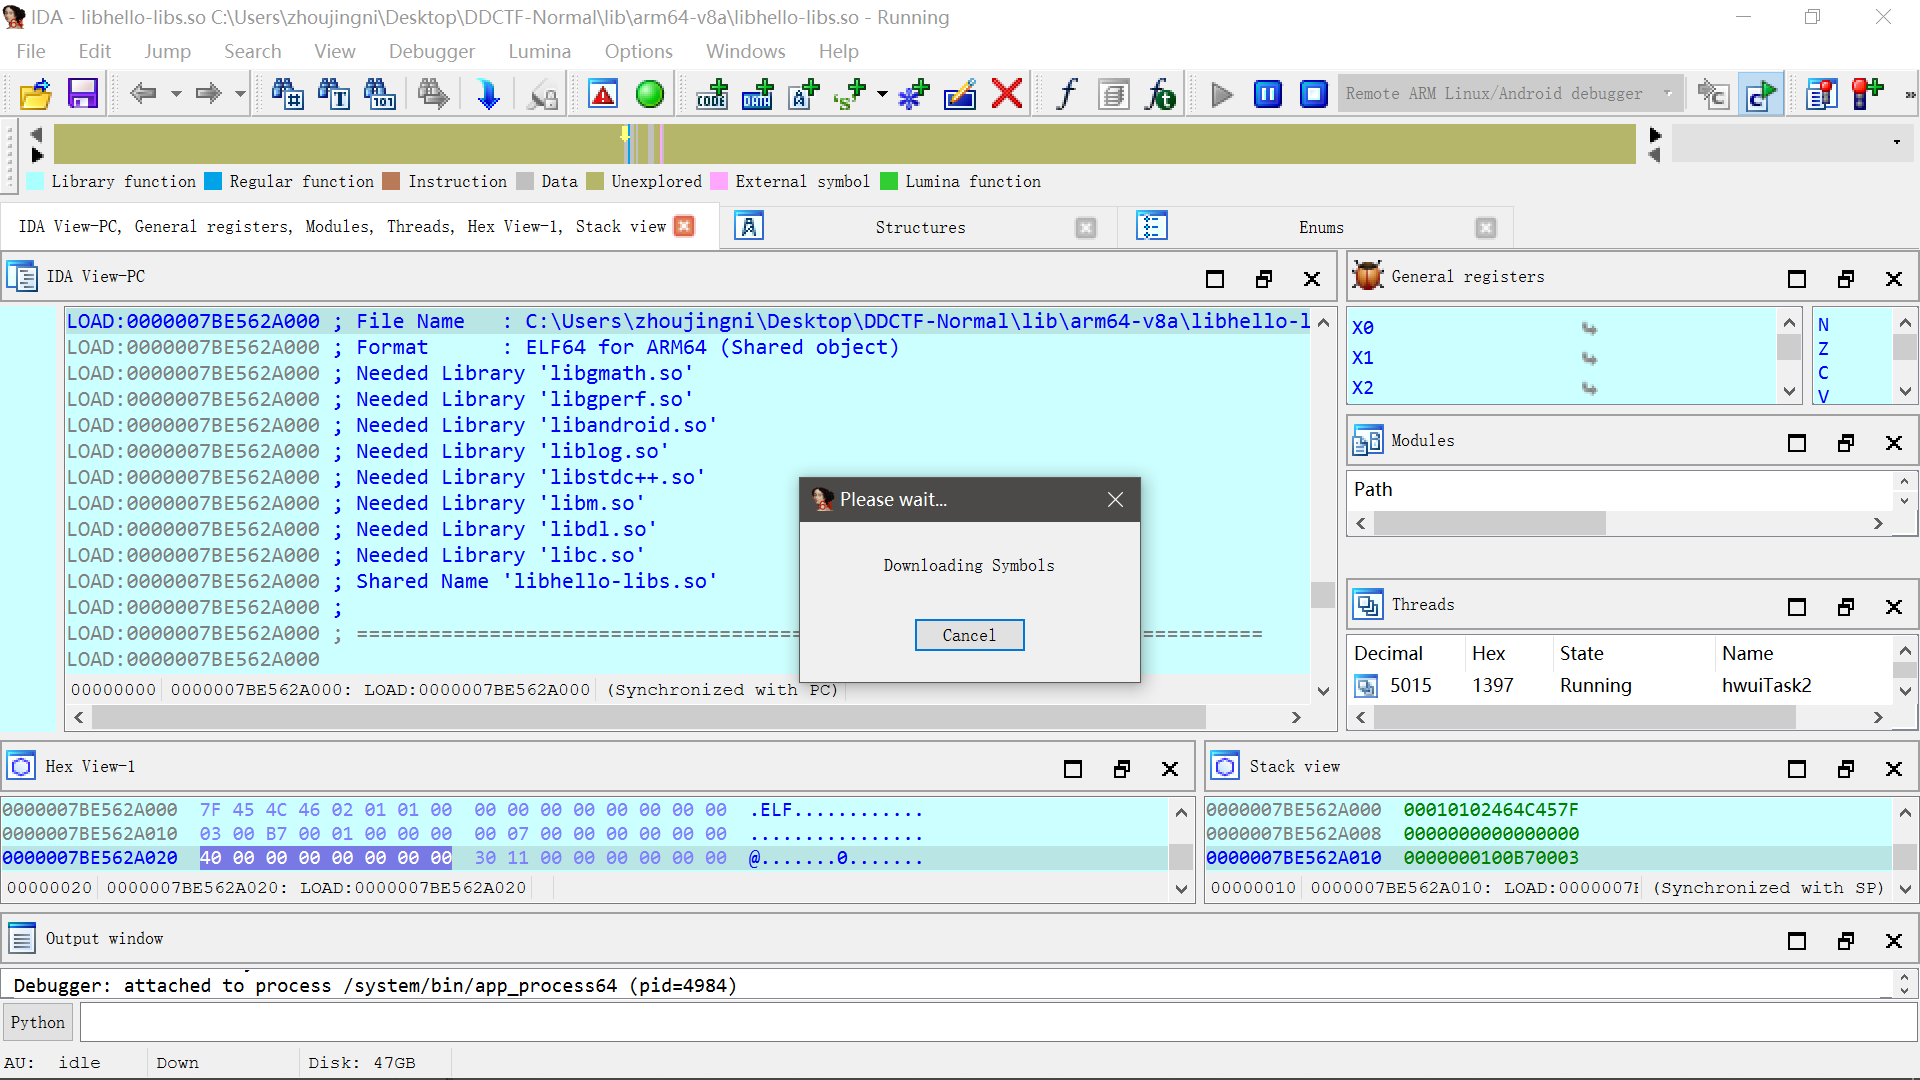 IDA - libhello-libs.so C:\Users\zhoujingni\Desktop\DDCTF-Normal\lib\arm64-v8a\libhello-libs.so - Running
File Edit Jump Search View Debugger Lumina Options Windows Help
Remote ARM Linux/Android debugger
Library function Regular function Instruction Data Unexplored External symbol Lumina function
IDA View-PC, General registers, Modules, Threads, Hex View-1, Stack view
Structures
Enums
IDA View-PC
LOAD:0000007BE562A000 ; File Name   : C:\Users\zhoujingni\Desktop\DDCTF-Normal\lib\arm64-v8a\libhello-l
LOAD:0000007BE562A000 ; Format      : ELF64 for ARM64 (Shared object)
LOAD:0000007BE562A000 ; Needed Library 'libgmath.so'
LOAD:0000007BE562A000 ; Needed Library 'libgperf.so'
LOAD:0000007BE562A000 ; Needed Library 'libandroid.so'
LOAD:0000007BE562A000 ; Needed Library 'liblog.so'
LOAD:0000007BE562A000 ; Needed Library 'libstdc++.so'
LOAD:0000007BE562A000 ; Needed Library 'libm.so'
LOAD:0000007BE562A000 ; Needed Library 'libdl.so'
LOAD:0000007BE562A000 ; Needed Library 'libc.so'
LOAD:0000007BE562A000 ; Shared Name 'libhello-libs.so'
LOAD:0000007BE562A000 ;
LOAD:0000007BE562A000 ; ===========================================================================
LOAD:0000007BE562A000
00000000 0000007BE562A000: LOAD:0000007BE562A000 (Synchronized with PC)
Please wait...
Downloading Symbols
Cancel
General registers
X0
X1
X2
N
Z
C
V
Modules
Path
Threads
Decimal Hex State Name
5015 1397 Running hwuiTask2
Hex View-1
0000007BE562A000  7F 45 4C 46 02 01 01 00  00 00 00 00 00 00 00 00  .ELF............
0000007BE562A010  03 00 B7 00 01 00 00 00  00 07 00 00 00 00 00 00  ................
0000007BE562A020  40 00 00 00 00 00 00 00  30 11 00 00 00 00 00 00  @.......0.......
00000020 0000007BE562A020: LOAD:0000007BE562A020
Stack view
0000007BE562A000  00010102464C457F
0000007BE562A008  0000000000000000
0000007BE562A010  0000000100B70003
00000010 0000007BE562A010: LOAD:0000007 (Synchronized with SP)
Output window
Debugger: attached to process /system/bin/app_process64 (pid=4984)
Python
AU: idle Down Disk: 47GB